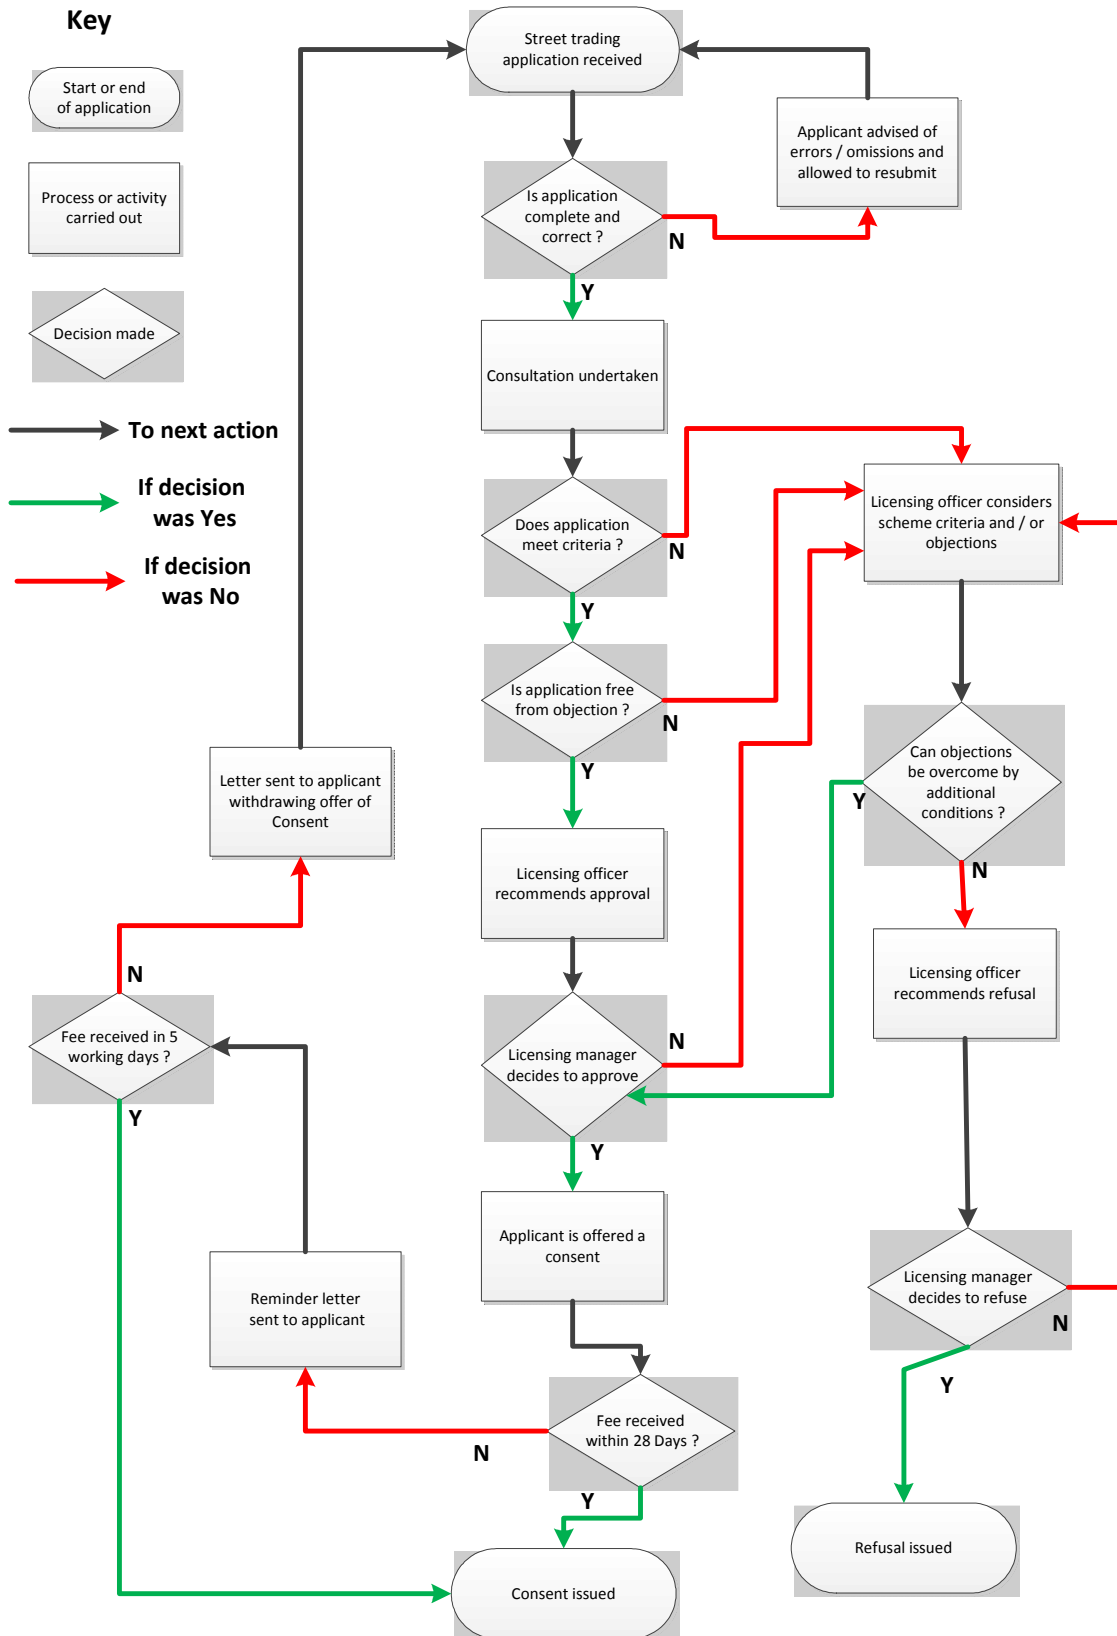 Key
Start or end
of application
Process or activity
carried out
Decision made
To next action
If decision
was Yes
If decision
was No
Street trading
application received
Applicant advised of
errors / omissions and
allowed to resubmit
Is application
complete and
correct ?
N
Y
Consultation undertaken
Does application
meet criteria ?
N
Y
Licensing officer considers
scheme criteria and / or
objections
Is application free
from objection ?
N
Y
Can objections
be overcome by
additional
conditions ?
Y
N
Letter sent to applicant
withdrawing offer of
Consent
Licensing officer
recommends approval
Licensing officer
recommends refusal
N
Fee received in 5
working days ?
Y
Licensing manager
decides to approve
N
Y
Applicant is offered a
consent
Licensing manager
decides to refuse
N
Y
Reminder letter
sent to applicant
Fee received
within 28 Days ?
N
Y
Refusal issued
Consent issued